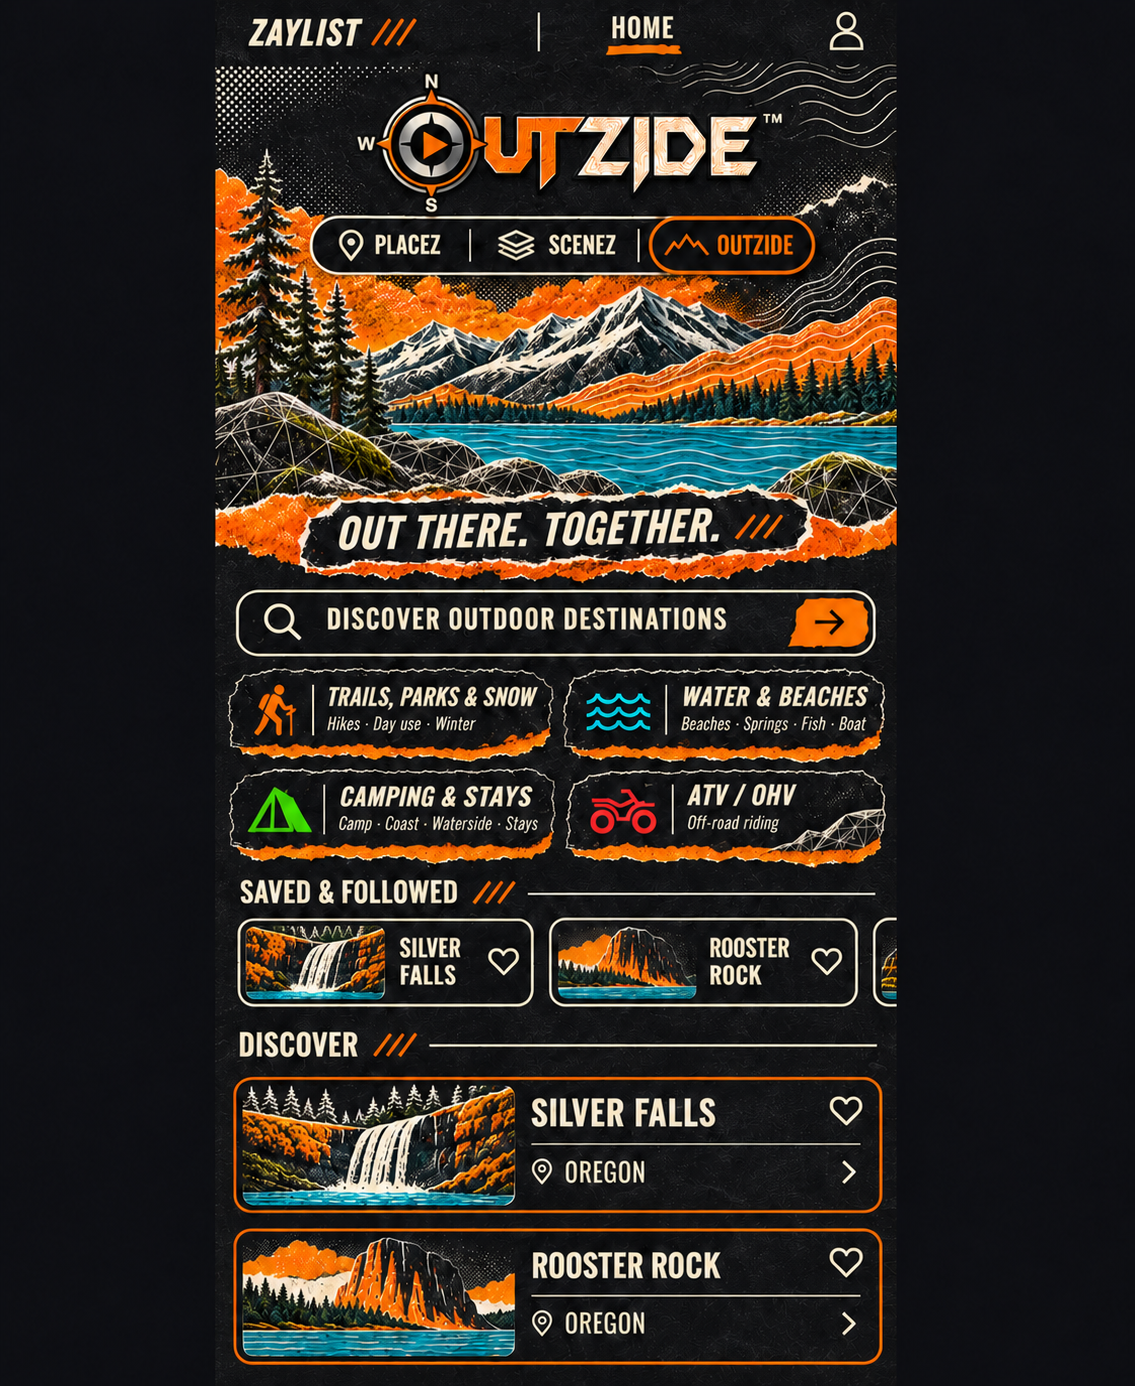 ZAYLIST ///
HOME
N
W
S
OUTZIDE™
PLACEZ
SCENEZ
OUTZIDE
OUT THERE. TOGETHER. ///
DISCOVER OUTDOOR DESTINATIONS
TRAILS, PARKS & SNOW
Hikes · Day use · Winter
WATER & BEACHES
Beaches · Springs · Fish · Boat
CAMPING & STAYS
Camp · Coast · Waterside · Stays
ATV / OHV
Off-road riding
SAVED & FOLLOWED ///
SILVER
FALLS
ROOSTER
ROCK
DISCOVER ///
SILVER FALLS
OREGON
ROOSTER ROCK
OREGON